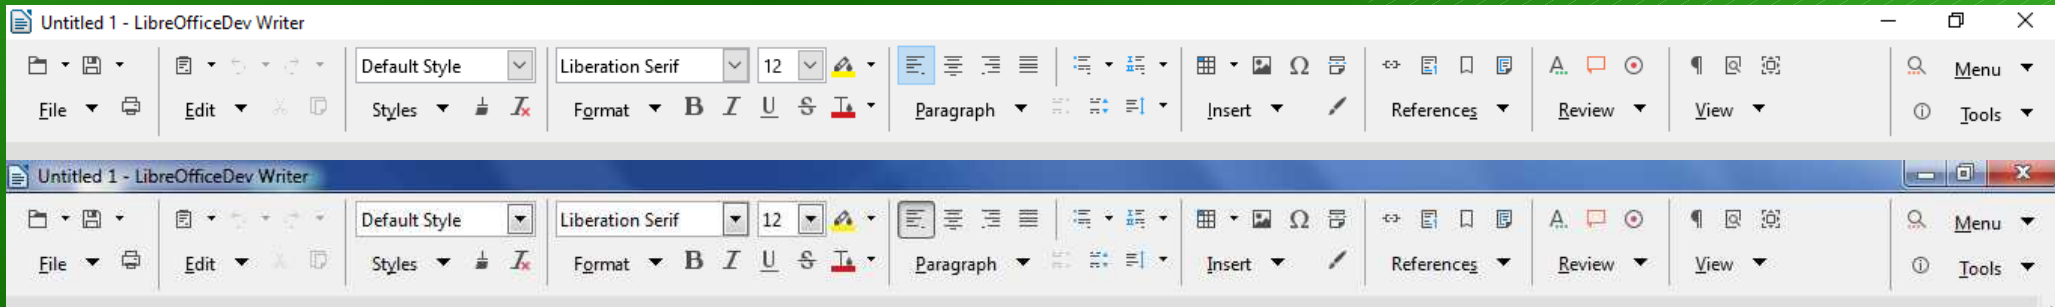 Untitled 1 - LibreOfficeDev Writer
Default Style Liberation Serif 12 Menu
File Edit Styles Format B I U S Paragraph Insert References Review View Tools
Untitled 1 - LibreOfficeDev Writer
Default Style Liberation Serif 12 Menu
File Edit Styles Format B I U S Paragraph Insert References Review View Tools